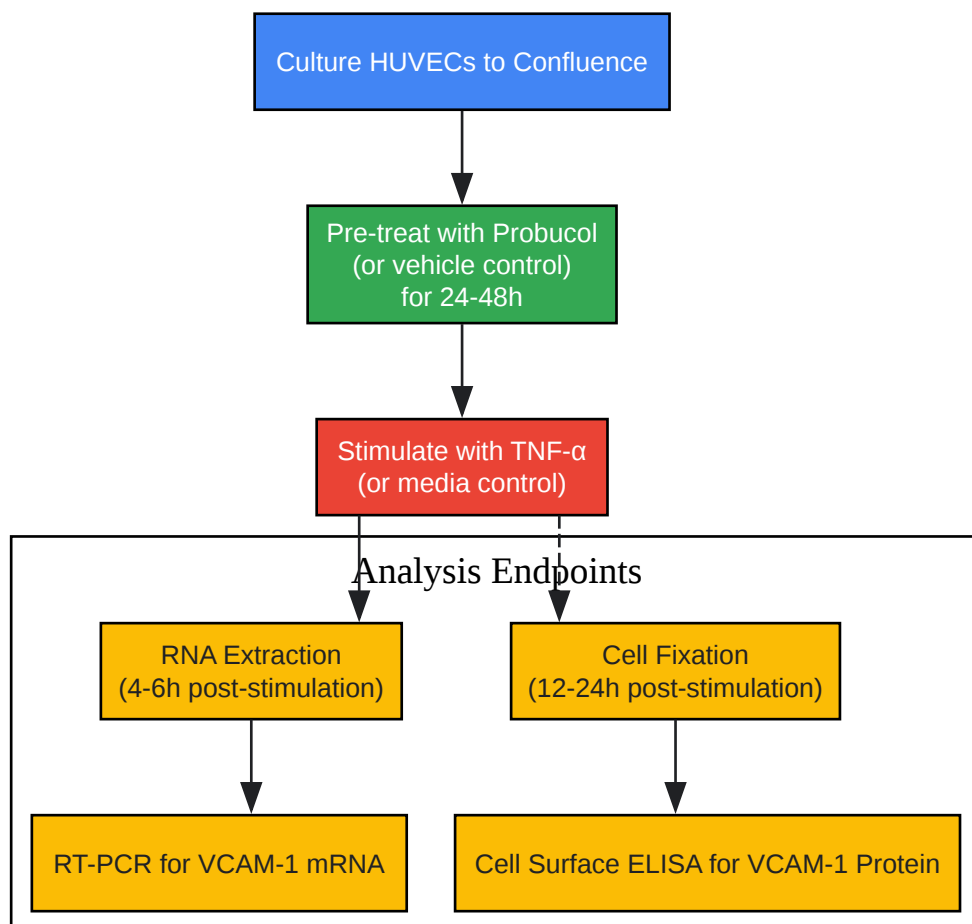 Culture HUVECs to Confluence
Pre-treat with Probucol
(or vehicle control)
for 24-48h
Stimulate with TNF-α
(or media control)
Analysis Endpoints
RNA Extraction
(4-6h post-stimulation)
Cell Fixation
(12-24h post-stimulation)
RT-PCR for VCAM-1 mRNA
Cell Surface ELISA for VCAM-1 Protein